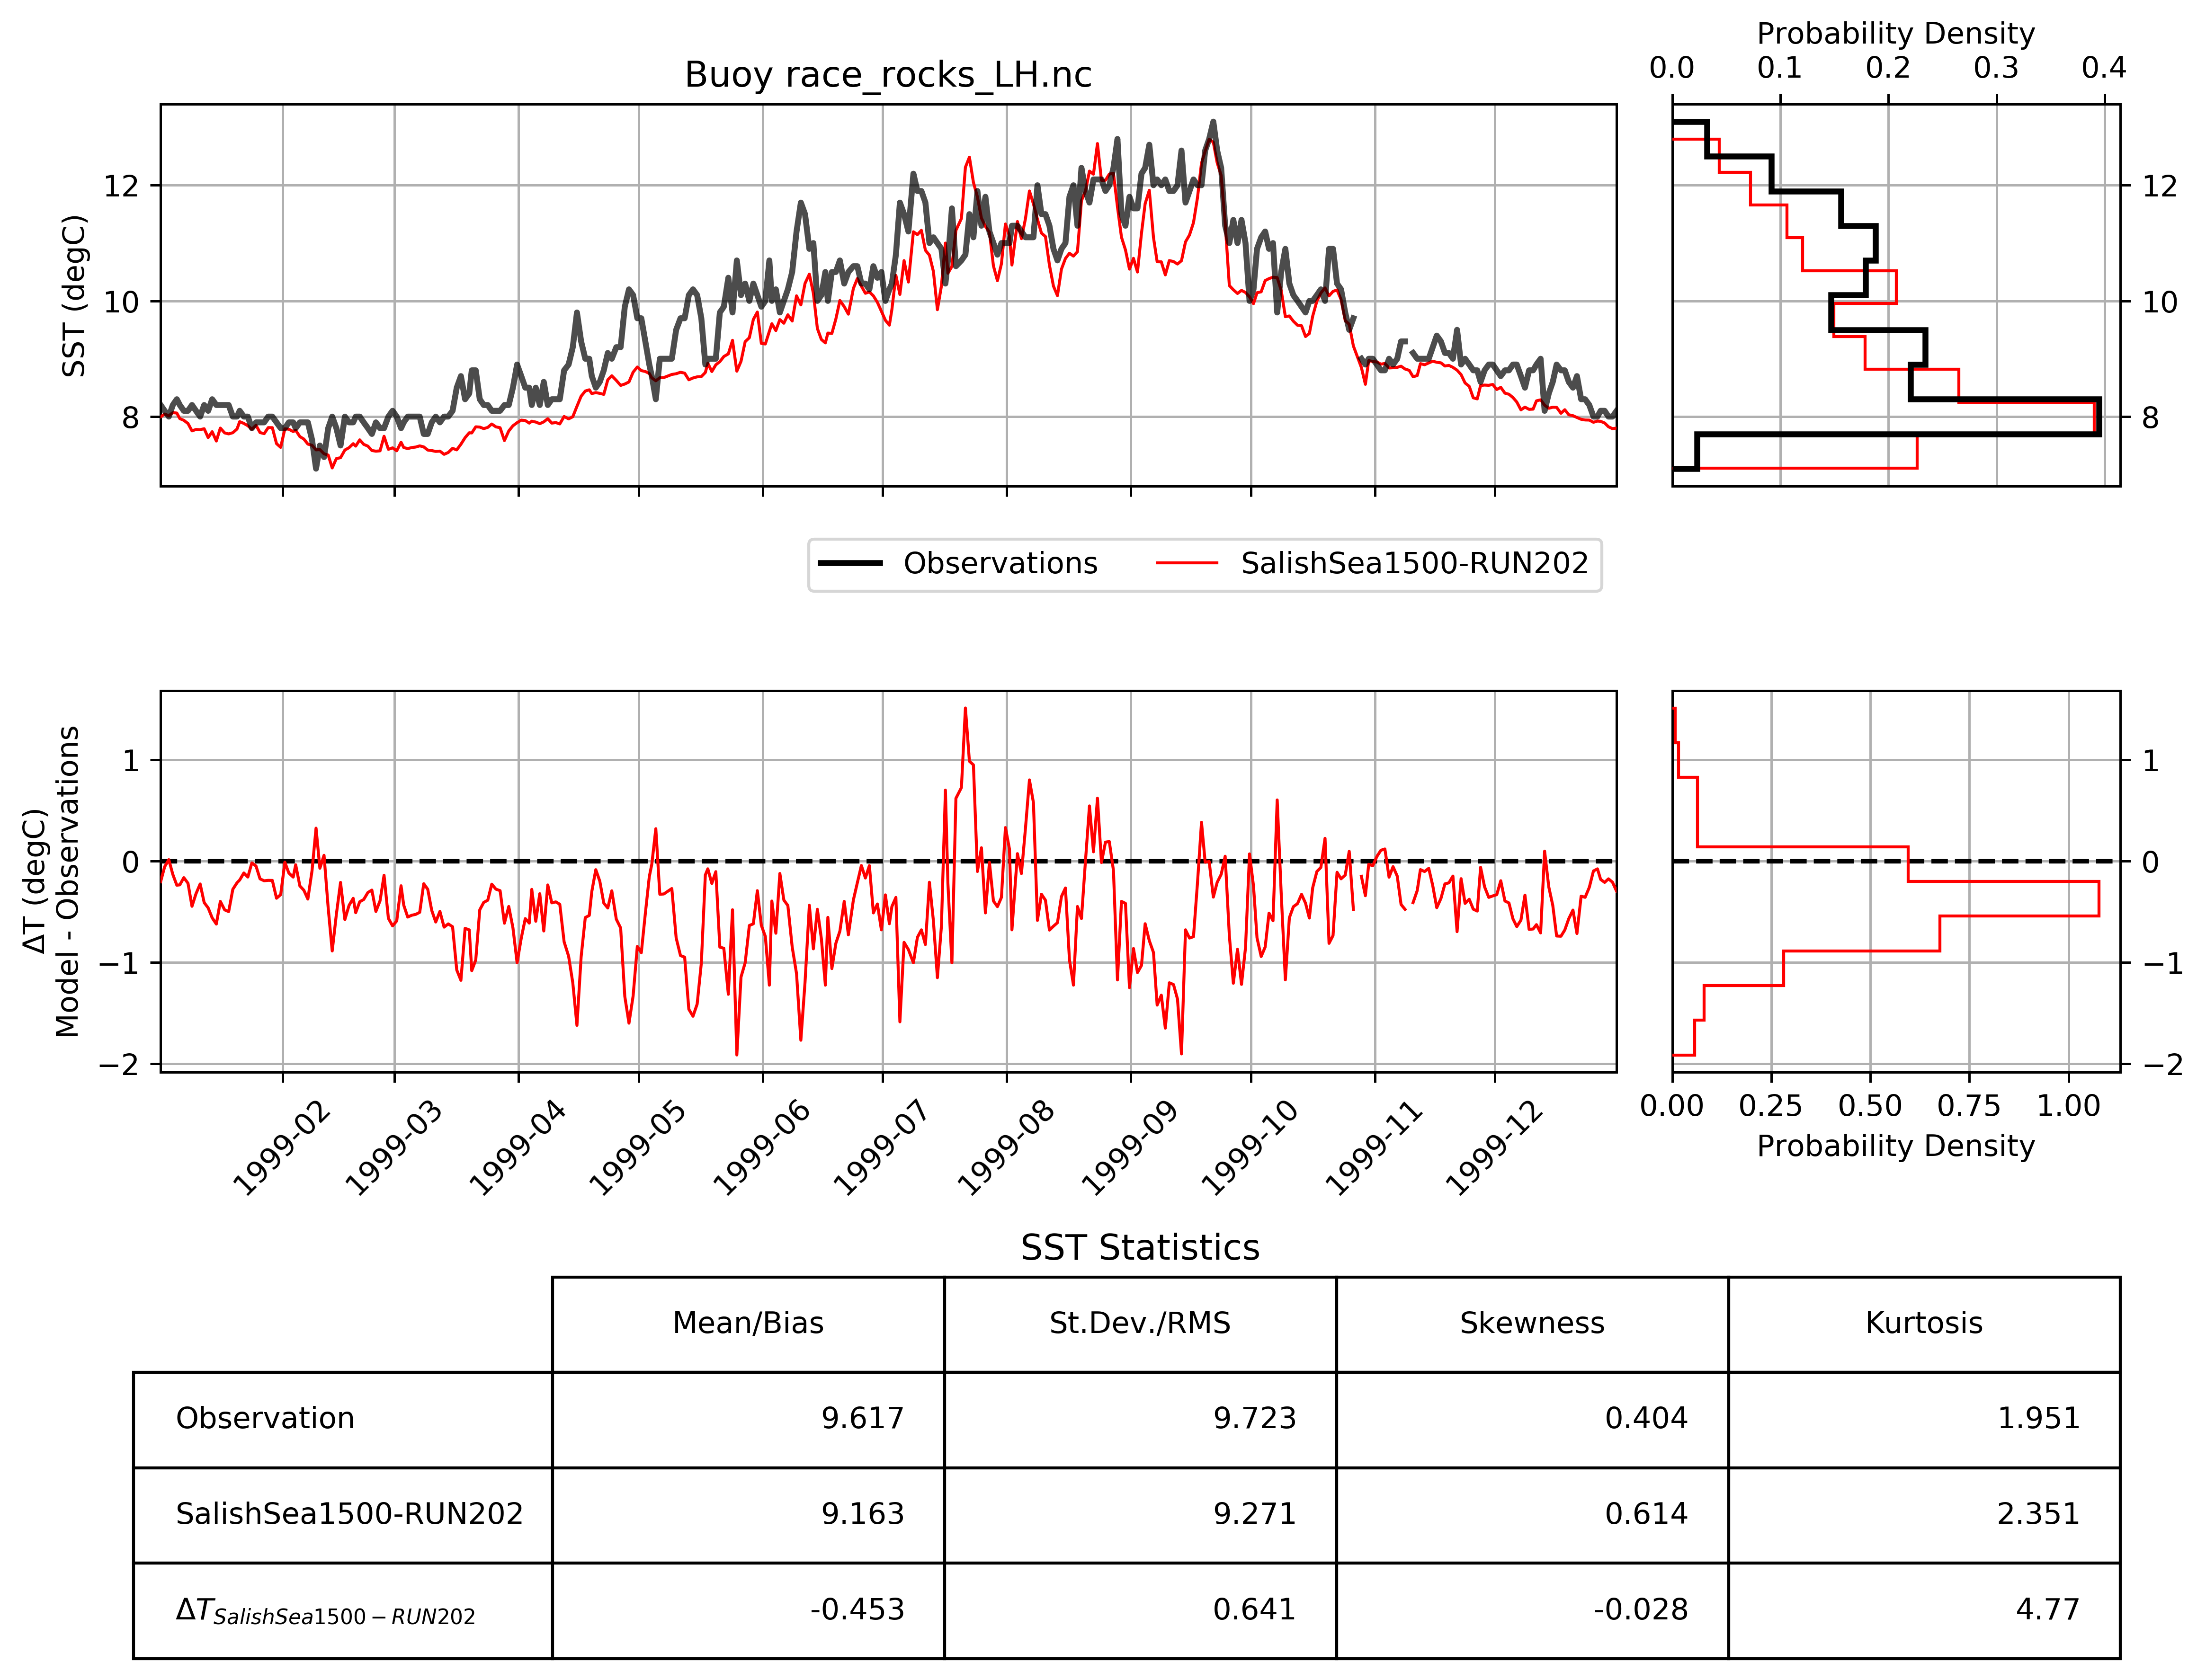 Probability Density
0.0 0.1 0.2 0.3 0.4
Buoy race_rocks_LH.nc
SST (degC)
12
10
8
12
10
8
Observations SalishSea1500-RUN202
ΔT (degC)
Model - Observations
1
0
−1
−2
1
0
−1
−2
1999-02 1999-03 1999-04 1999-05 1999-06 1999-07 1999-08 1999-09 1999-10 1999-11 1999-12
0.00 0.25 0.50 0.75 1.00
Probability Density
SST Statistics
Mean/Bias St.Dev./RMS Skewness Kurtosis
Observation 9.617 9.723 0.404 1.951
SalishSea1500-RUN202 9.163 9.271 0.614 2.351
ΔT SalishSea1500−RUN202 -0.453 0.641 -0.028 4.77